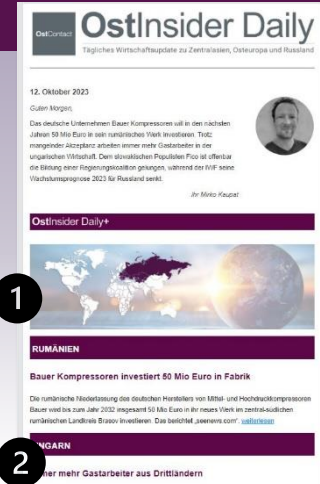 OstContact
OstInsider Daily
Tägliches Wirtschaftsupdate zu Zentralasien, Osteuropa und Russland
12. Oktober 2023
Guten Morgen,
Das deutsche Unternehmen Bauer Kompressoren will in den nächsten
Jahren 50 Mio Euro in sein rumänisches Werk investieren. Trotz
mangelnder Akzeptanz arbeiten immer mehr Gastarbeiter in der
ungarischen Wirtschaft. Dem slowakischen Populisten Fico ist offenbar
die Bildung einer Regierungskoalition gelungen, während der IWF seine
Wachstumsprognose 2023 für Russland senkt.
Ihr Mirko Kaupat
OstInsider Daily+
1
RUMÄNIEN
Bauer Kompressoren investiert 50 Mio Euro in Fabrik
Die rumänische Niederlassung des deutschen Herstellers von Mittel- und Hochdruckkompressoren
Bauer wird bis zum Jahr 2032 insgesamt 50 Mio Euro in ihr neues Werk im zentral-südlichen
rumänischen Landkreis Brasov investieren. Das berichtet „seenews.com“. weiterlesen
2
NGARN
mer mehr Gastarbeiter aus Drittländern